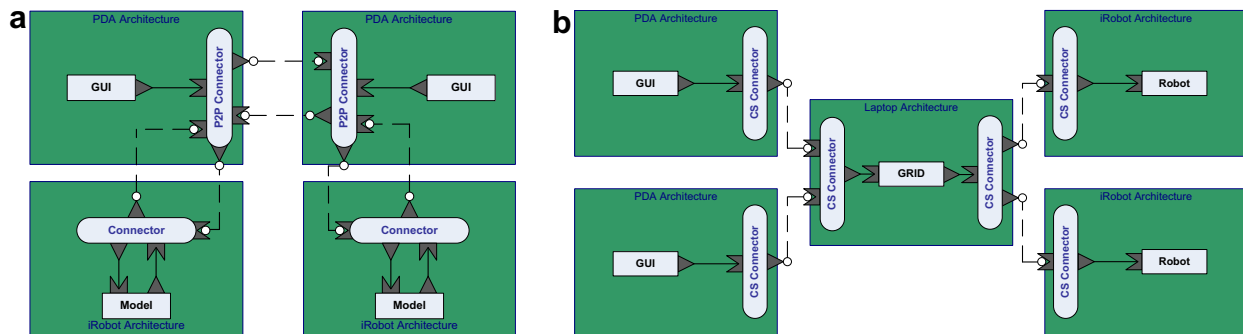 a
PDA Architecture
PDA Architecture
GUI
P2P Connector
P2P Connector
GUI
Connector
Connector
Model
Model
iRobot Architecture
iRobot Architecture
b
PDA Architecture
iRobot Architecture
GUI
CS Connector
CS Connector
Robot
Laptop Architecture
CS Connector
GRID
CS Connector
PDA Architecture
iRobot Architecture
GUI
CS Connector
CS Connector
Robot